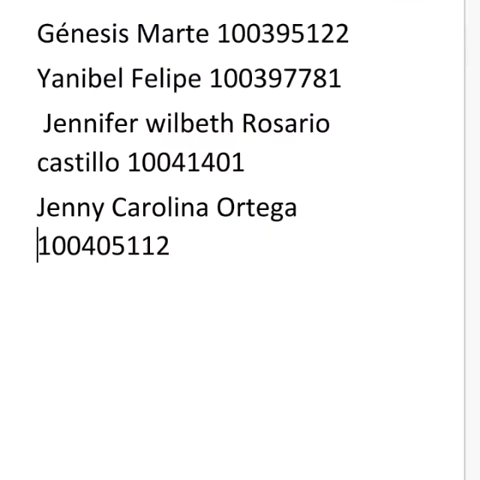 Génesis Marte 100395122
Yanibel Felipe 100397781
Jennifer wilbeth Rosario
castillo 10041401
Jenny Carolina Ortega
100405112